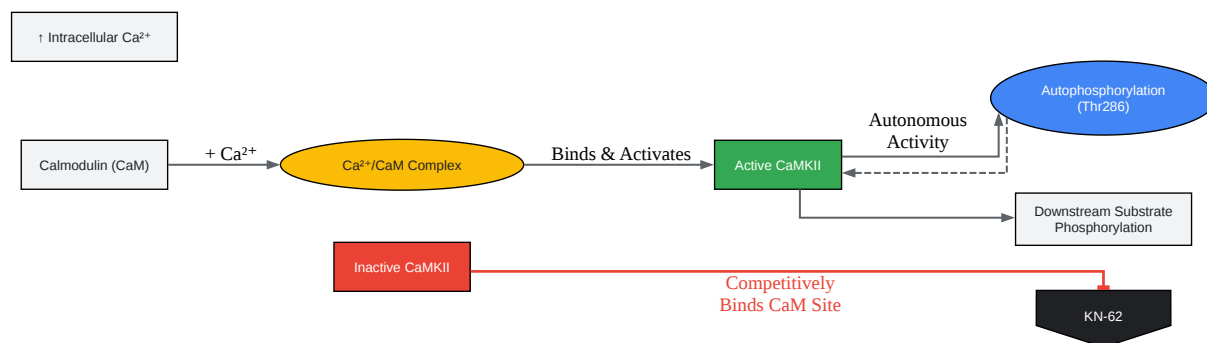 ↑ Intracellular Ca²⁺
Calmodulin (CaM)
+ Ca²⁺
Ca²⁺/CaM Complex
Binds & Activates
Active CaMKII
Autonomous
Activity
Autophosphorylation
(Thr286)
Downstream Substrate
Phosphorylation
Inactive CaMKII
Competitively
Binds CaM Site
KN-62